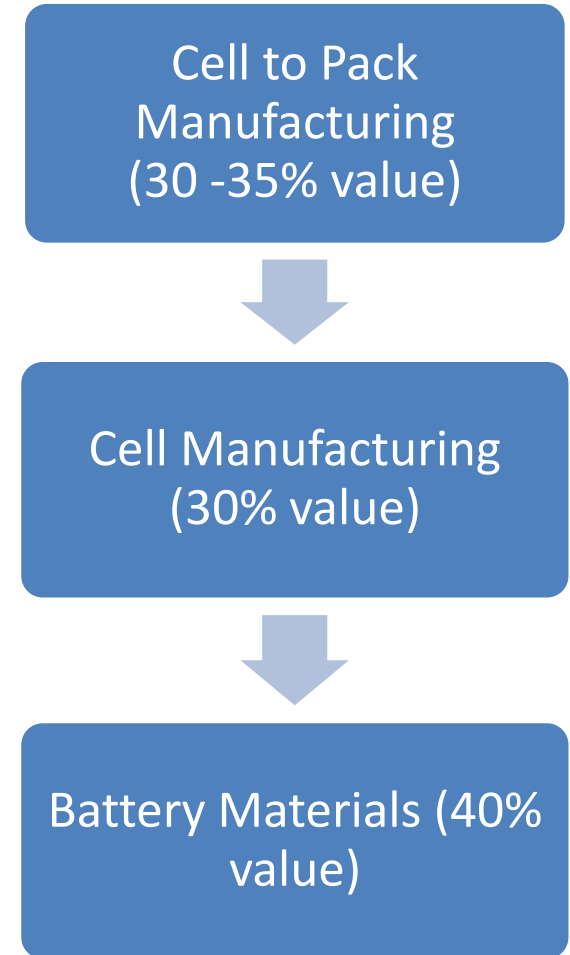 Cell to Pack
Manufacturing
(30 -35% value)
Cell Manufacturing
(30% value)
Battery Materials (40%
value)